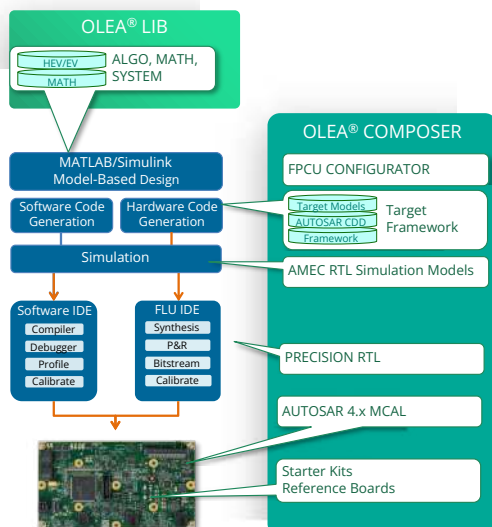 OLEA® LIB
HEV/EV
MATH
ALGO, MATH,
SYSTEM
MATLAB/Simulink
Model-Based Design
Software Code
Generation
Hardware Code
Generation
Simulation
Software IDE
Compiler
Debugger
Profile
Calibrate
FLU IDE
Synthesis
P&R
Bitstream
Calibrate
OLEA® COMPOSER
FPCU CONFIGURATOR
Target Models
AUTOSAR CDD
Framework
Target
Framework
AMEC RTL Simulation Models
PRECISION RTL
AUTOSAR 4.x MCAL
Starter Kits
Reference Boards